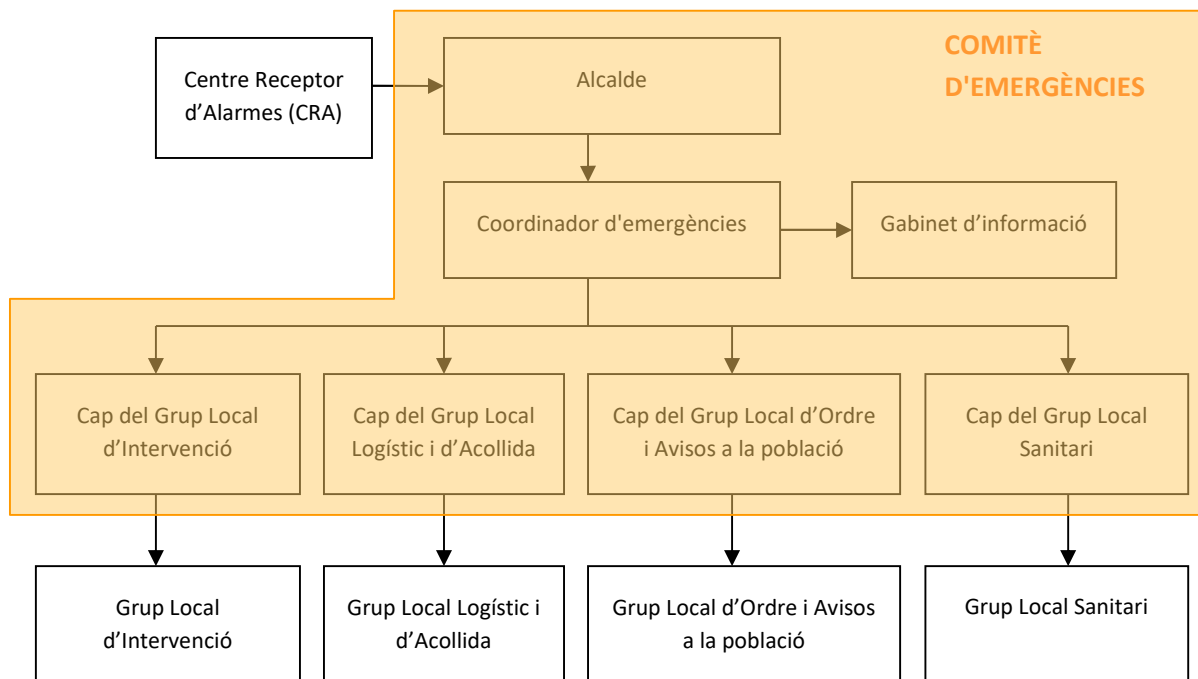 COMITÈ
D'EMERGÈNCIES
Centre Receptor
d’Alarmes (CRA)
Alcalde
Coordinador d'emergències
Gabinet d’informació
Cap del Grup Local
d’Intervenció
Cap del Grup Local
Logístic i d’Acollida
Cap del Grup Local d’Ordre
i Avisos a la població
Cap del Grup Local
Sanitari
Grup Local
d’Intervenció
Grup Local Logístic i
d’Acollida
Grup Local d’Ordre i Avisos
a la població
Grup Local Sanitari